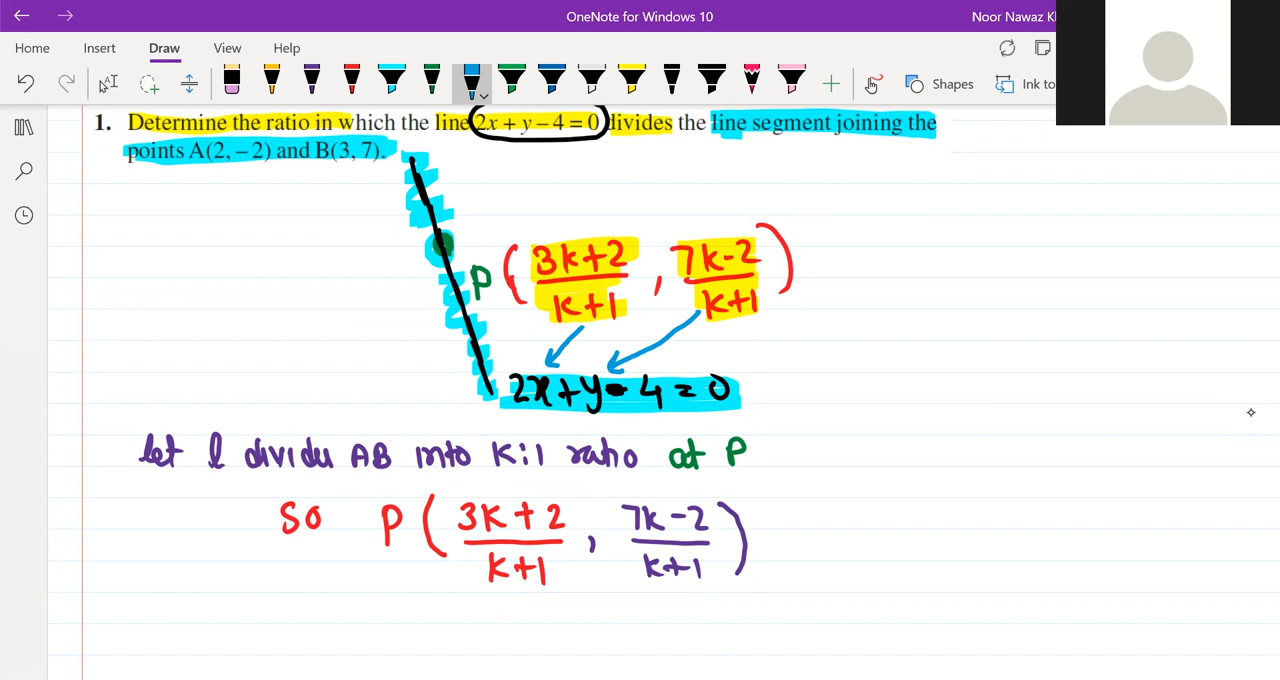 OneNote for Windows 10
Noor Nawaz
Home Insert Draw View Help
Shapes Ink to
1. Determine the ratio in which the line 2x + y – 4 = 0 divides the line segment joining the
points A(2, – 2) and B(3, 7).
P ( 3k+2 / k+1 , 7k-2 / k+1 )
2x+y-4=0
let l divides AB into K:1 ratio at P
SO P ( 3K+2 / k+1 , 7k-2 / k+1 )